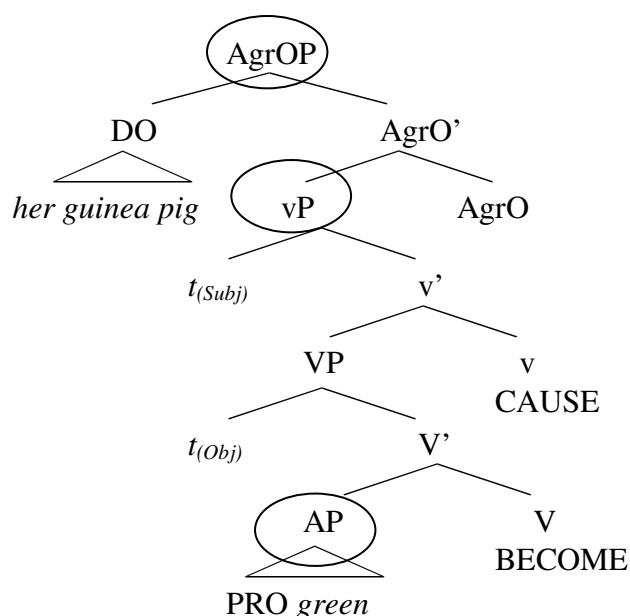 AgrOP
DO AgrO’
her guinea pig vP AgrO
t(Subj) v’
VP v
CAUSE
t(Obj) V’
AP V
BECOME
PRO green